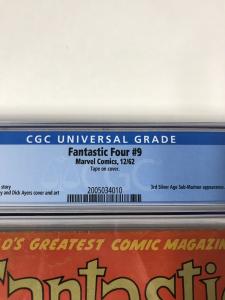 CGC UNIVERSAL GRADE
Fantastic Four #9
Marvel Comics, 12/62
Tape on cover.
story
y and Dick Ayers cover and art
3rd Silver Age Sub-Mariner appearance.
2005034010
D'S GREATEST COMIC MAGAZIN
Fantastic